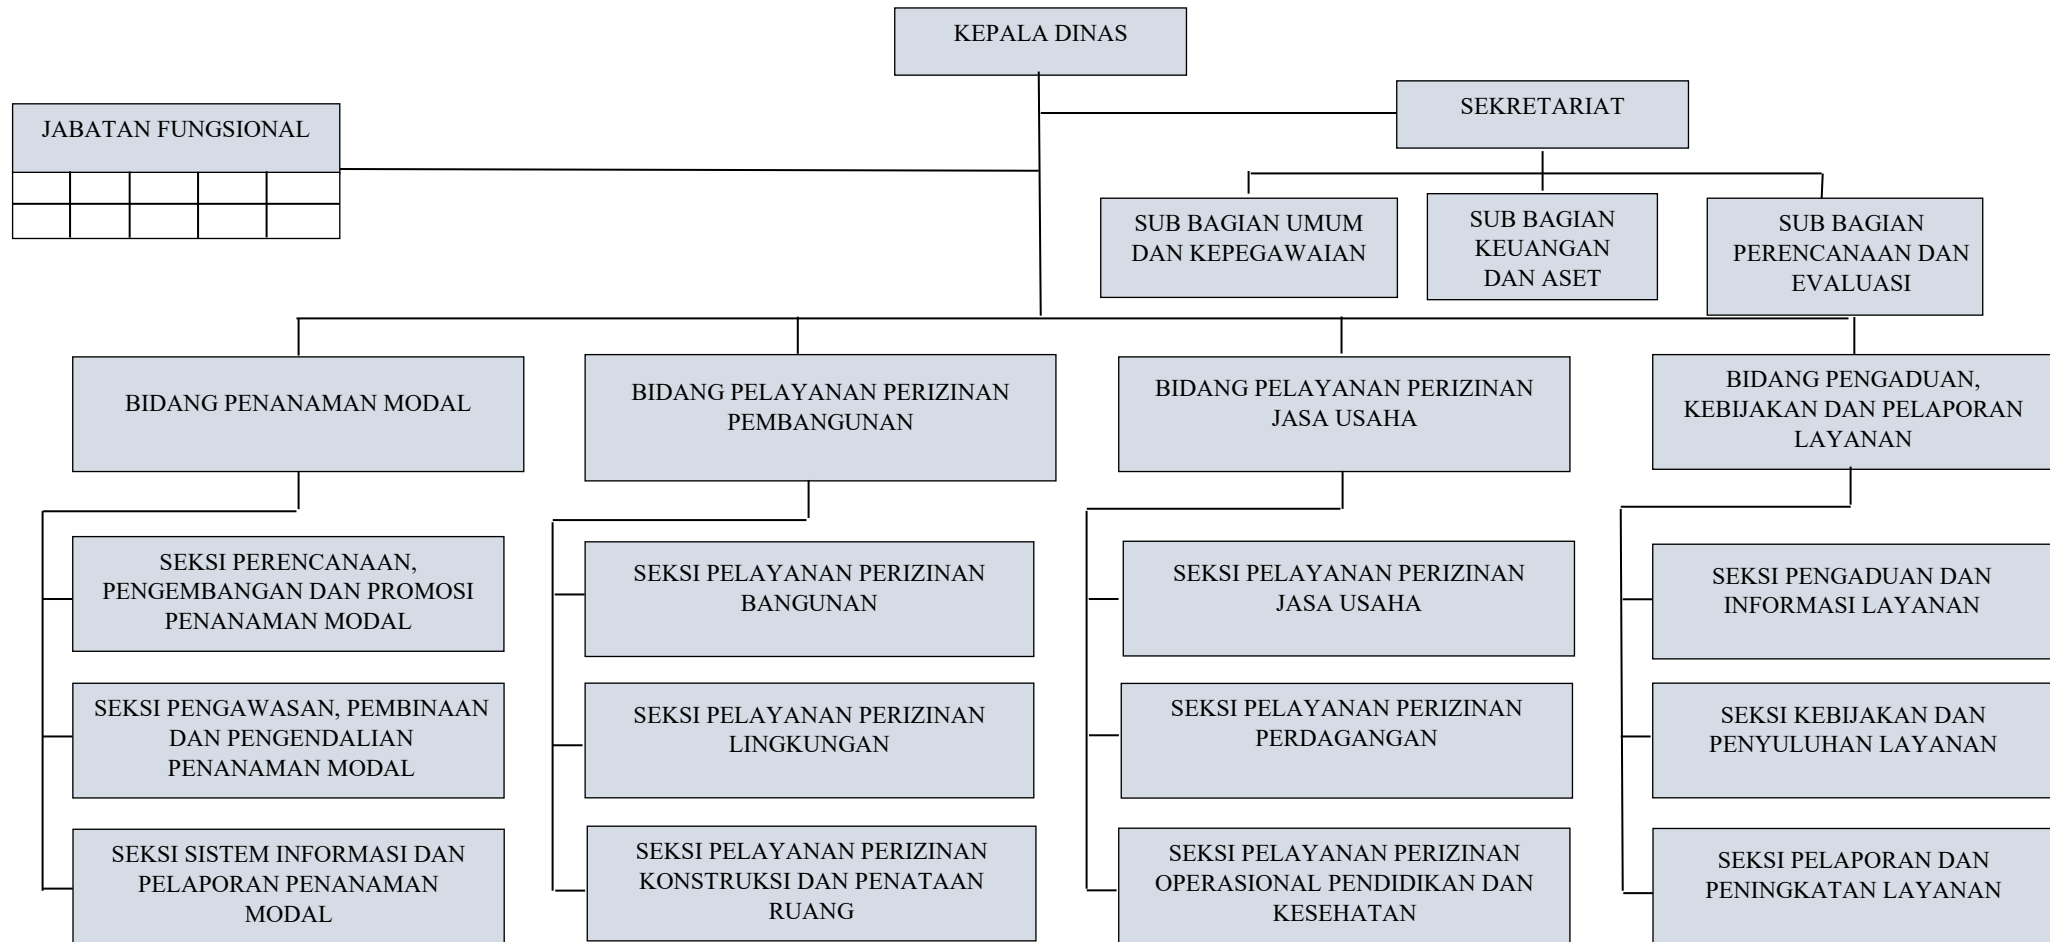 KEPALA DINAS
SEKRETARIAT
JABATAN FUNGSIONAL
SUB BAGIAN UMUM
DAN KEPEGAWAIAN
SUB BAGIAN
KEUANGAN
DAN ASET
SUB BAGIAN
PERENCANAAN DAN
EVALUASI
BIDANG PENANAMAN MODAL
BIDANG PELAYANAN PERIZINAN
PEMBANGUNAN
BIDANG PELAYANAN PERIZINAN
JASA USAHA
BIDANG PENGADUAN,
KEBIJAKAN DAN PELAPORAN
LAYANAN
SEKSI PERENCANAAN,
PENGEMBANGAN DAN PROMOSI
PENANAMAN MODAL
SEKSI PELAYANAN PERIZINAN
BANGUNAN
SEKSI PELAYANAN PERIZINAN
JASA USAHA
SEKSI PENGADUAN DAN
INFORMASI LAYANAN
SEKSI PENGAWASAN, PEMBINAAN
DAN PENGENDALIAN
PENANAMAN MODAL
SEKSI PELAYANAN PERIZINAN
LINGKUNGAN
SEKSI PELAYANAN PERIZINAN
PERDAGANGAN
SEKSI KEBIJAKAN DAN
PENYULUHAN LAYANAN
SEKSI SISTEM INFORMASI DAN
PELAPORAN PENANAMAN
MODAL
SEKSI PELAYANAN PERIZINAN
KONSTRUKSI DAN PENATAAN
RUANG
SEKSI PELAYANAN PERIZINAN
OPERASIONAL PENDIDIKAN DAN
KESEHATAN
SEKSI PELAPORAN DAN
PENINGKATAN LAYANAN